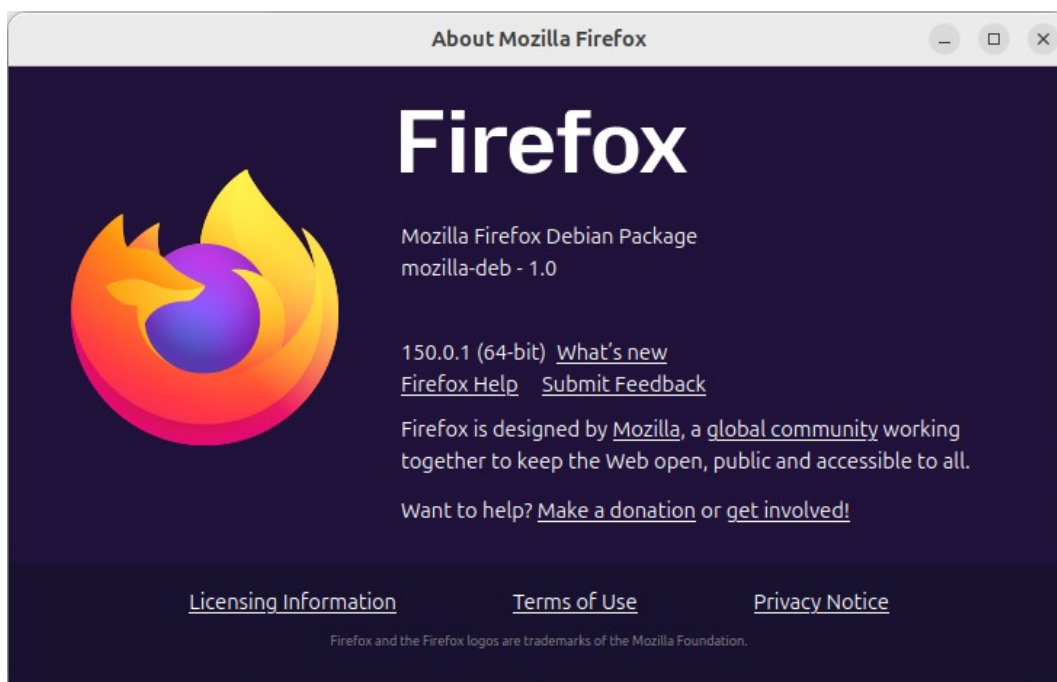 About Mozilla Firefox
Firefox
Mozilla Firefox Debian Package
mozilla-deb - 1.0
150.0.1 (64-bit) What’s new
Firefox Help Submit Feedback
Firefox is designed by Mozilla, a global community working
together to keep the Web open, public and accessible to all.
Want to help? Make a donation or get involved!
Licensing Information Terms of Use Privacy Notice
Firefox and the Firefox logos are trademarks of the Mozilla Foundation.